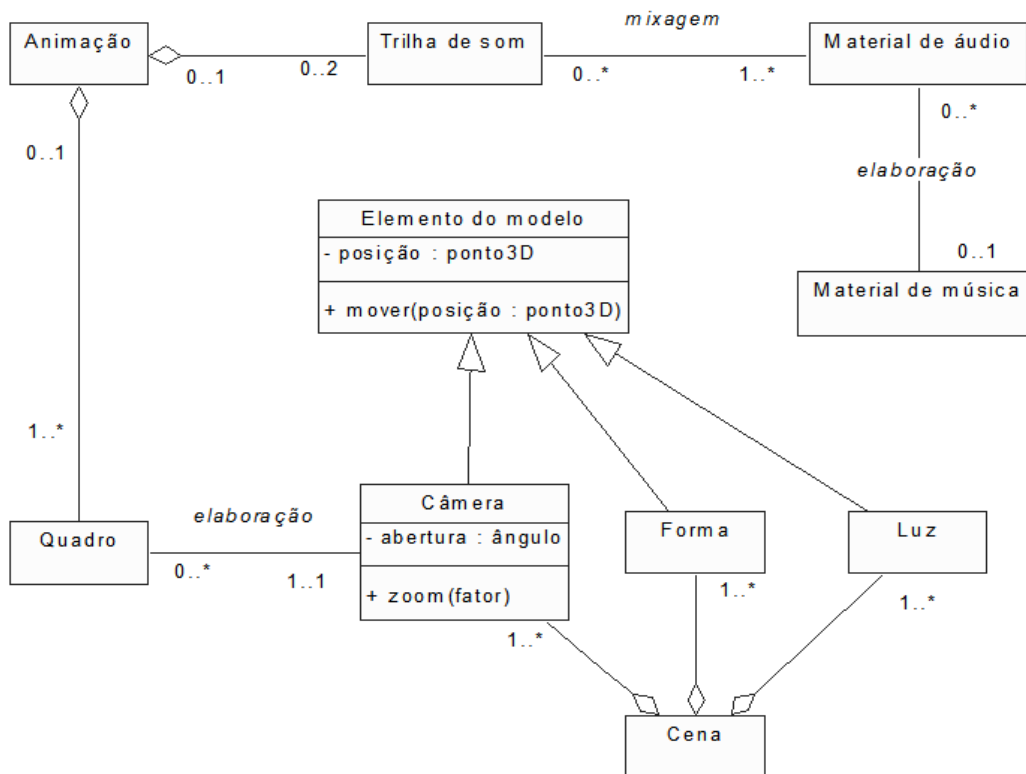 mixagem
Animação
Trilha de som
Material de áudio
0..1
0..2
0..*
1..*
0..1
0..*
elaboração
Elemento do modelo
- posição : ponto3D
+ mover(posição : ponto3D)
0..1
Material de música
1..*
Câmera
- abertura : ângulo
+ zoom(fator)
elaboração
Quadro
0..*
1..1
Forma
Luz
1..*
1..*
1..*
Cena